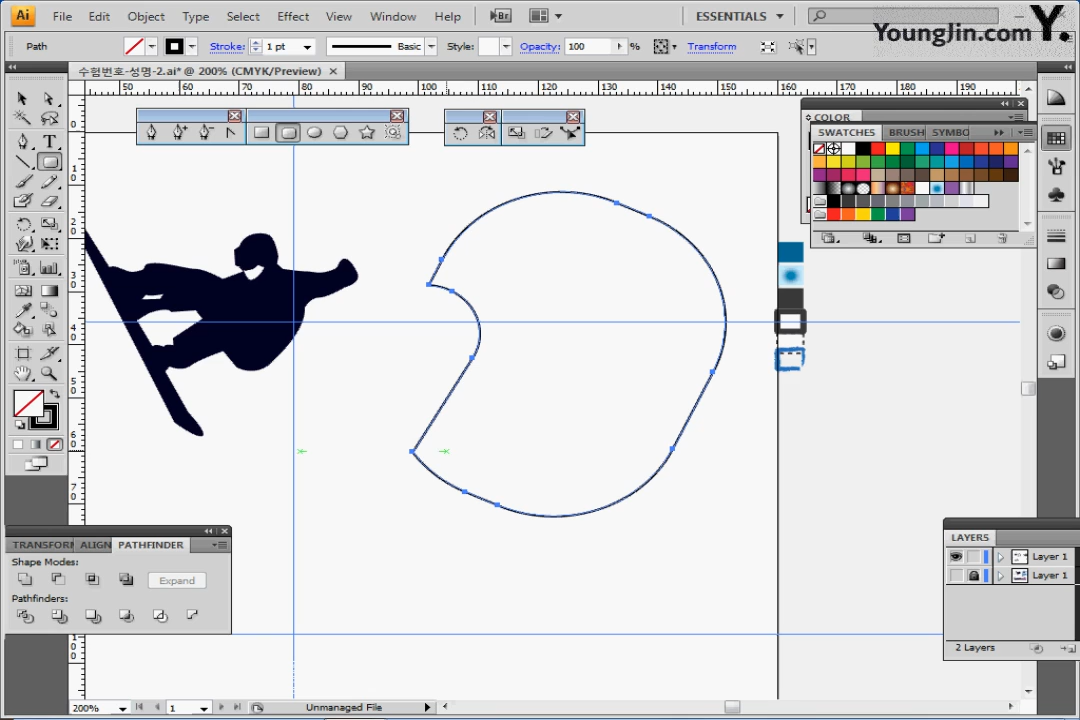 Ai File Edit Object Type Select Effect View Window Help Br ESSENTIALS
YoungJin.com Y.
Path Stroke: 1 pt Basic Style: Opacity: 100 % Transform
수험번호-성명-2.ai* @ 200% (CMYK/Preview)
50 60 70 80 90 100 110 120 130 140 150 160 170 180 190
COLOR
SWATCHES BRUSH SYMBO
TRANSFORM ALIGN PATHFINDER
Shape Modes:
Expand
Pathfinders:
LAYERS
Layer 1
Layer 1
2 Layers
200% 1 Unmanaged File